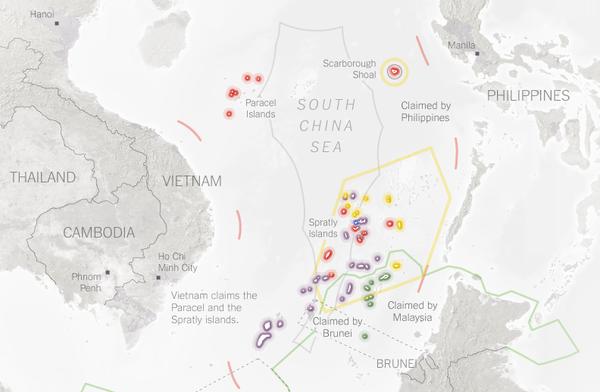 Hanoi
Manila
Scarborough
Shoal
PHILIPPINES
Paracel
Islands
SOUTH
CHINA
SEA
Claimed by
Philippines
THAILAND
VIETNAM
CAMBODIA
Spratly
Islands
Ho Chi
Minh City
Phnom
Penh
Vietnam claims the
Paracel and the
Spratly islands.
Claimed by
Malaysia
Claimed by
Brunei
BRUNEI